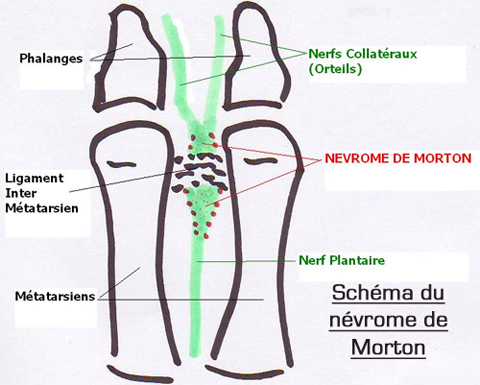 Phalanges
Nerfs Collatéraux
(Orteils)
NEVROME DE MORTON
Ligament
Inter
Métatarsien
Nerf Plantaire
Métatarsiens
Schéma du
névrome de
Morton